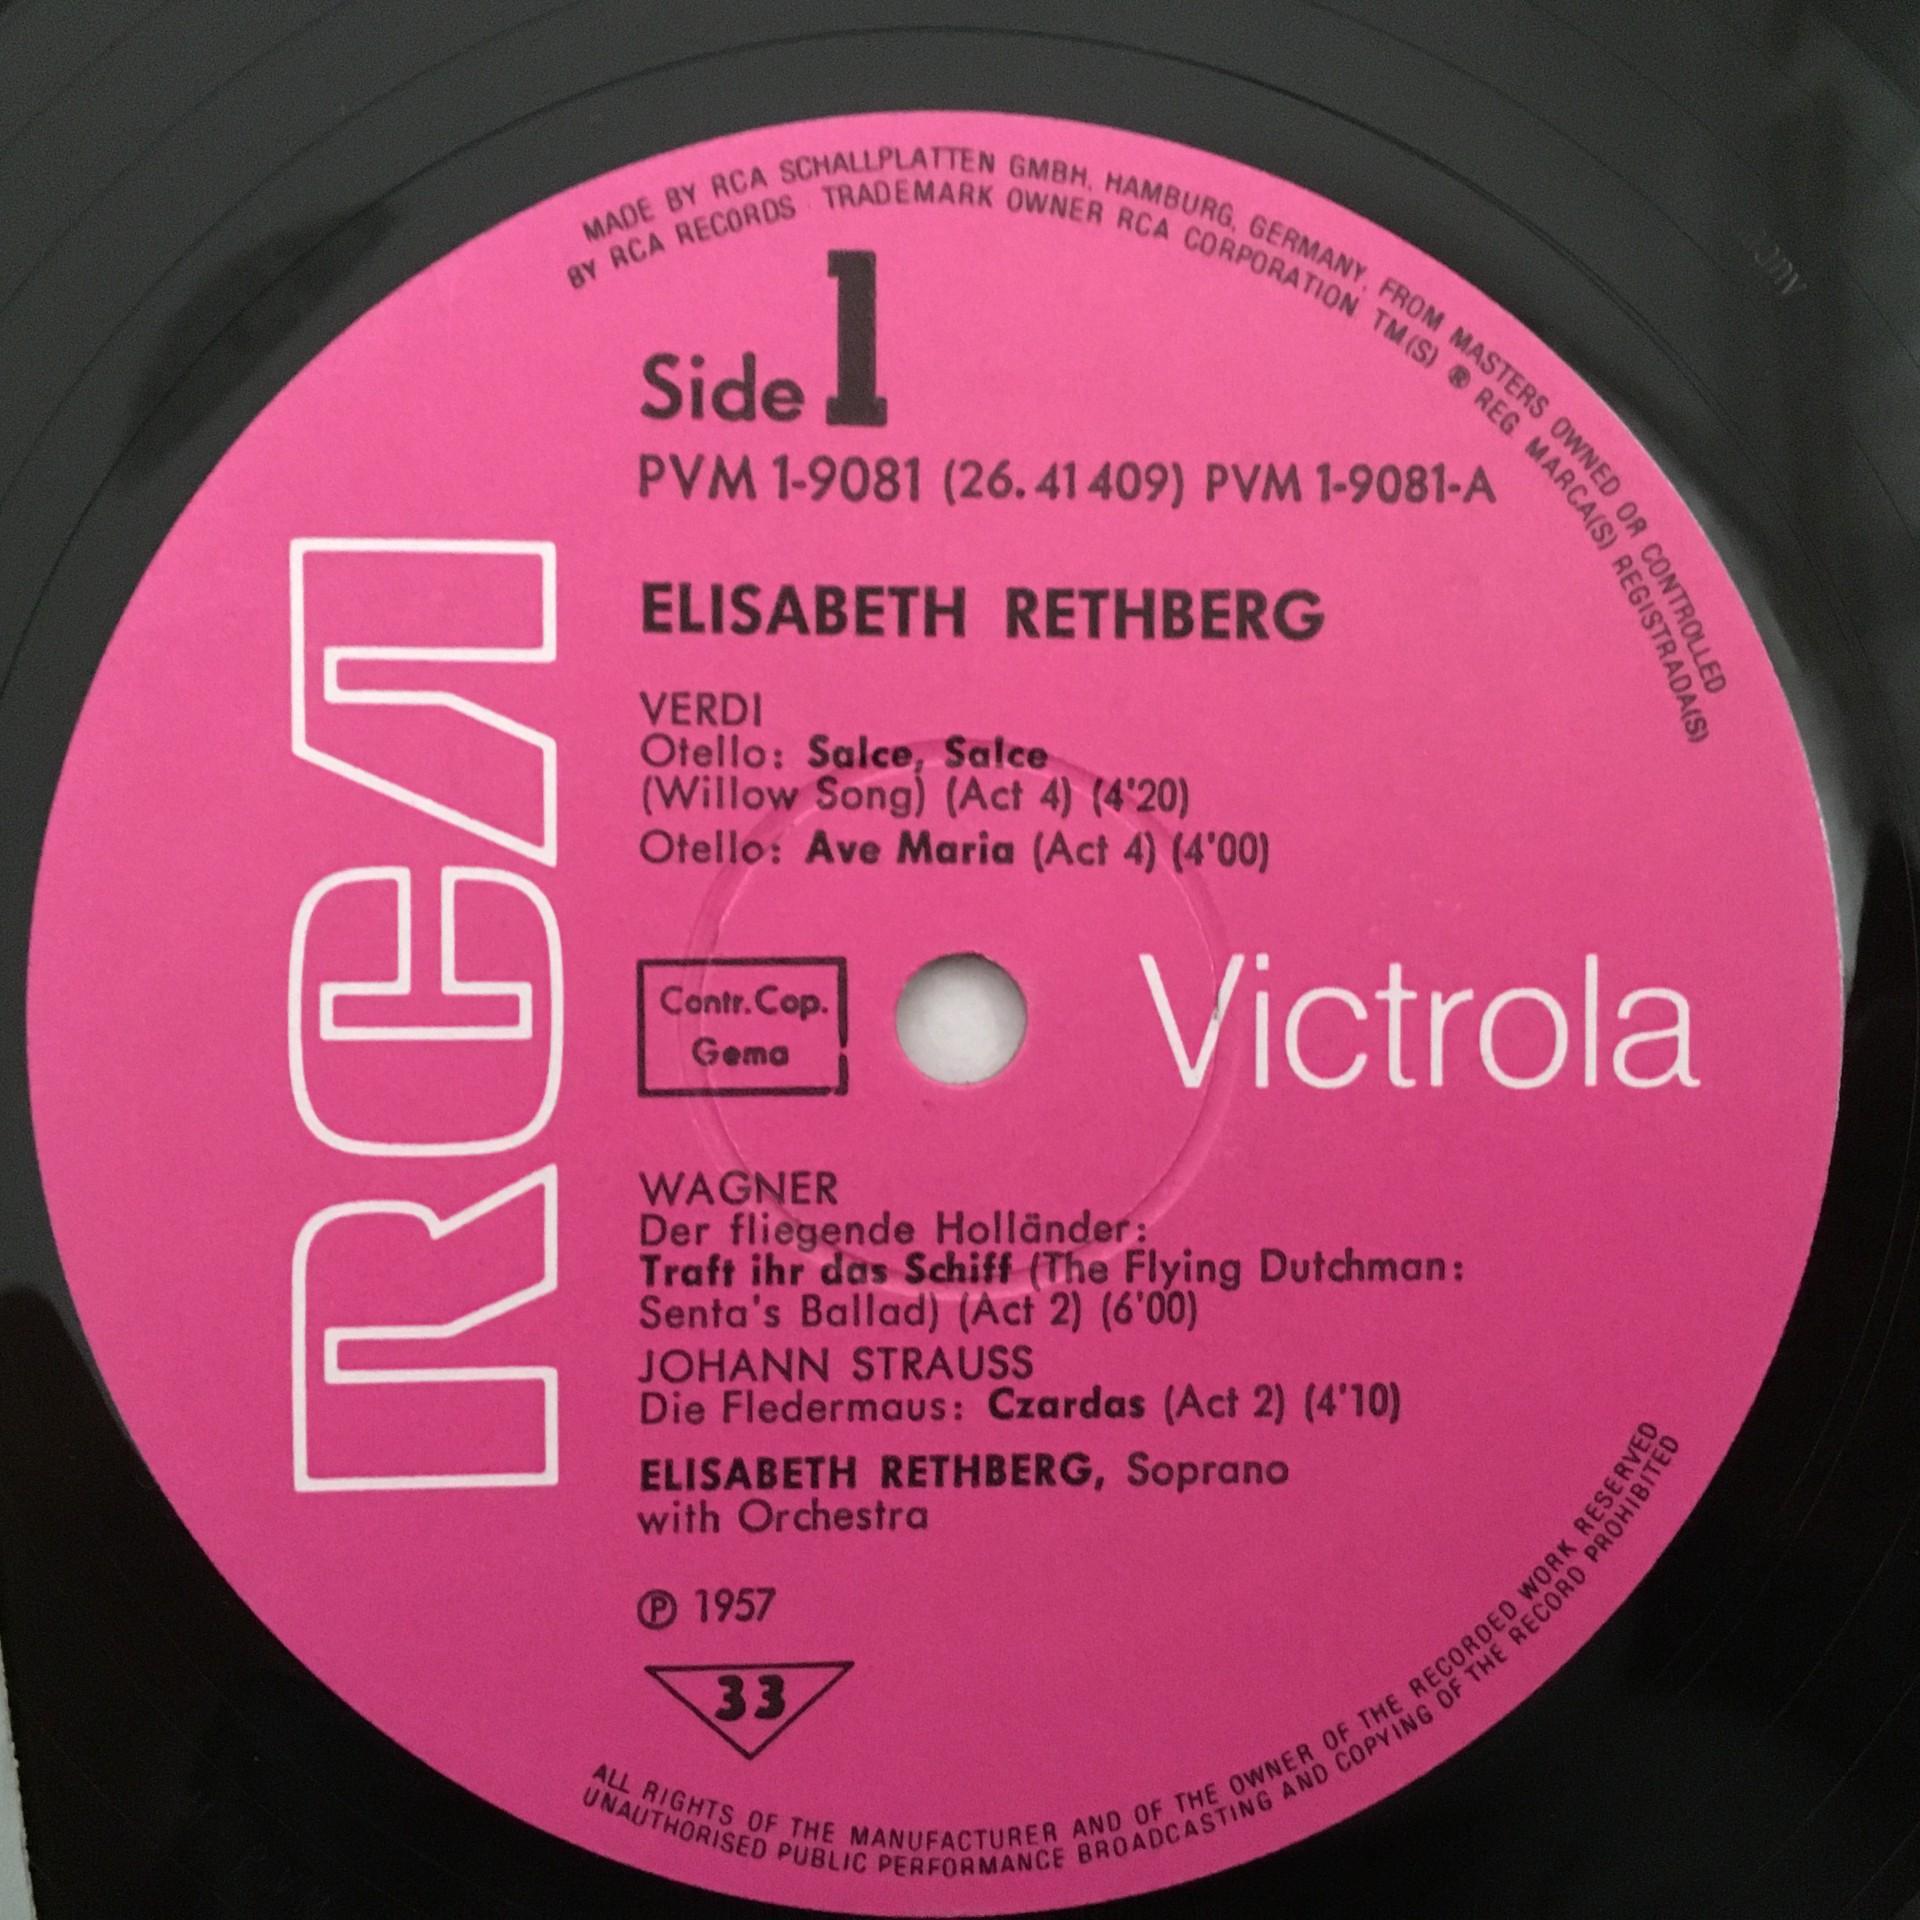 MADE BY RCA SCHALLPLATTEN GMBH, HAMBURG, GERMANY, FROM MASTERS OWNED OR CONTROLLED
BY RCA RECORDS TRADEMARK OWNER RCA CORPORATION TM(S) ® REG. MARCA(S) REGISTRADA(S)
Side 1
PVM 1-9081 (26.41409) PVM 1-9081-A
ELISABETH RETHBERG
VERDI
Otello: Salce, Salce
(Willow Song) (Act 4) (4'20)
Otello: Ave Maria (Act 4) (4'00)
RCA
Contr.Cop.
Gema
Victrola
WAGNER
Der fliegende Holländer:
Traft ihr das Schiff (The Flying Dutchman:
Senta's Ballad) (Act 2) (6'00)
JOHANN STRAUSS
Die Fledermaus: Czardas (Act 2) (4'10)
ELISABETH RETHBERG, Soprano
with Orchestra
℗ 1957
33
ALL RIGHTS OF THE MANUFACTURER AND OF THE OWNER OF THE RECORDED WORK RESERVED
UNAUTHORISED PUBLIC PERFORMANCE BROADCASTING AND COPYING OF THE RECORD PROHIBITED